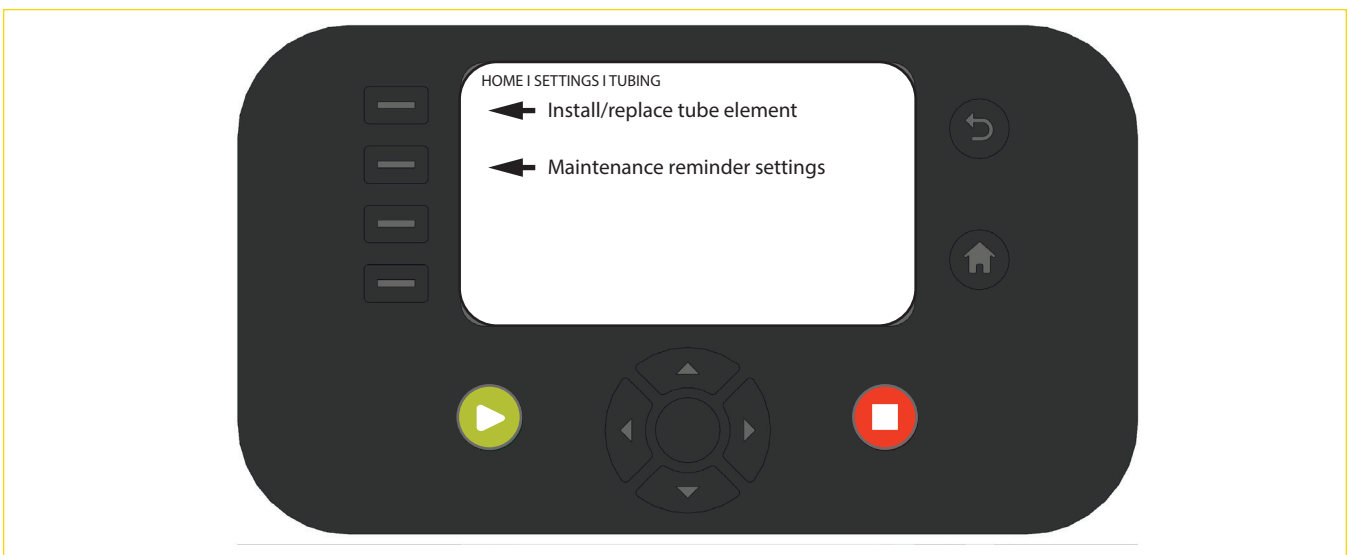 HOME I SETTINGS I TUBING
Install/replace tube element
Maintenance reminder settings